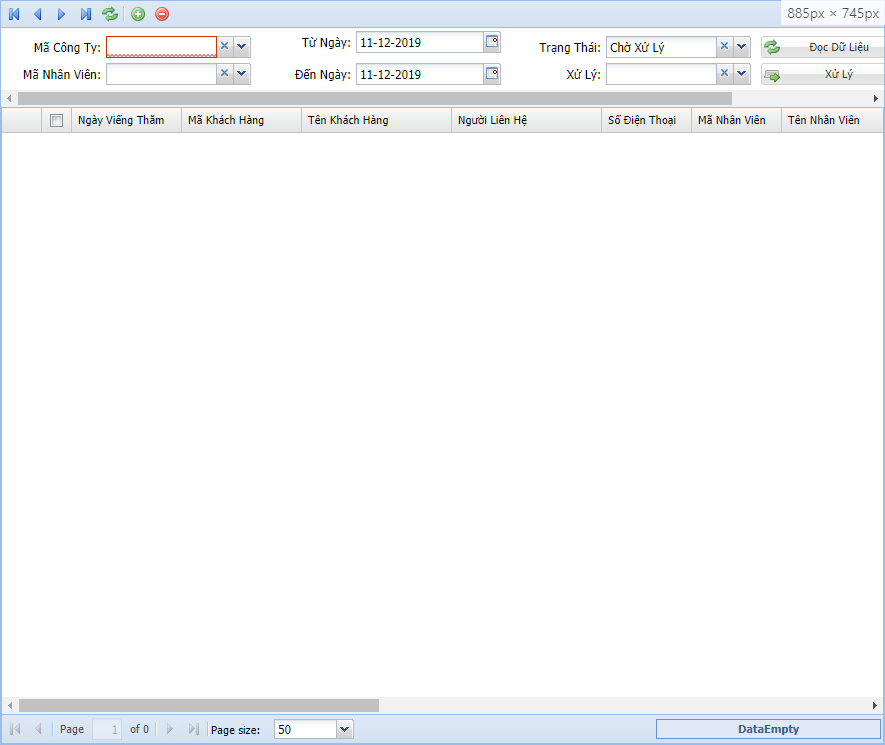 885px × 745px
Mã Công Ty: Từ Ngày: 11-12-2019 Trạng Thái: Chờ Xử Lý Đọc Dữ Liệu
Mã Nhân Viên: Đến Ngày: 11-12-2019 Xử Lý: Xử Lý
Ngày Viếng Thăm Mã Khách Hàng Tên Khách Hàng Người Liên Hệ Số Điện Thoại Mã Nhân Viên Tên Nhân Viên
Page 1 of 0 Page size: 50 DataEmpty